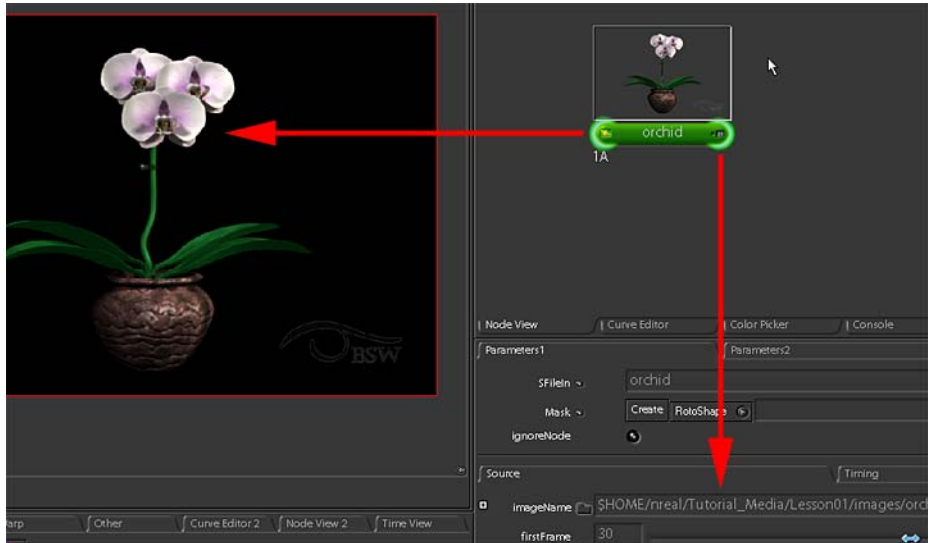 BSW
orchid
1A
Node View
Curve Editor
Color Picker
Console
Parameters1
Parameters2
SFileIn
orchid
Mask
Create
RotoShape
ignoreNode
Source
Timing
imageName
$HOME/nreal/Tutorial_Media/Lesson01/images/orc
firstFrame
30
Other
Curve Editor 2
Node View 2
Time View